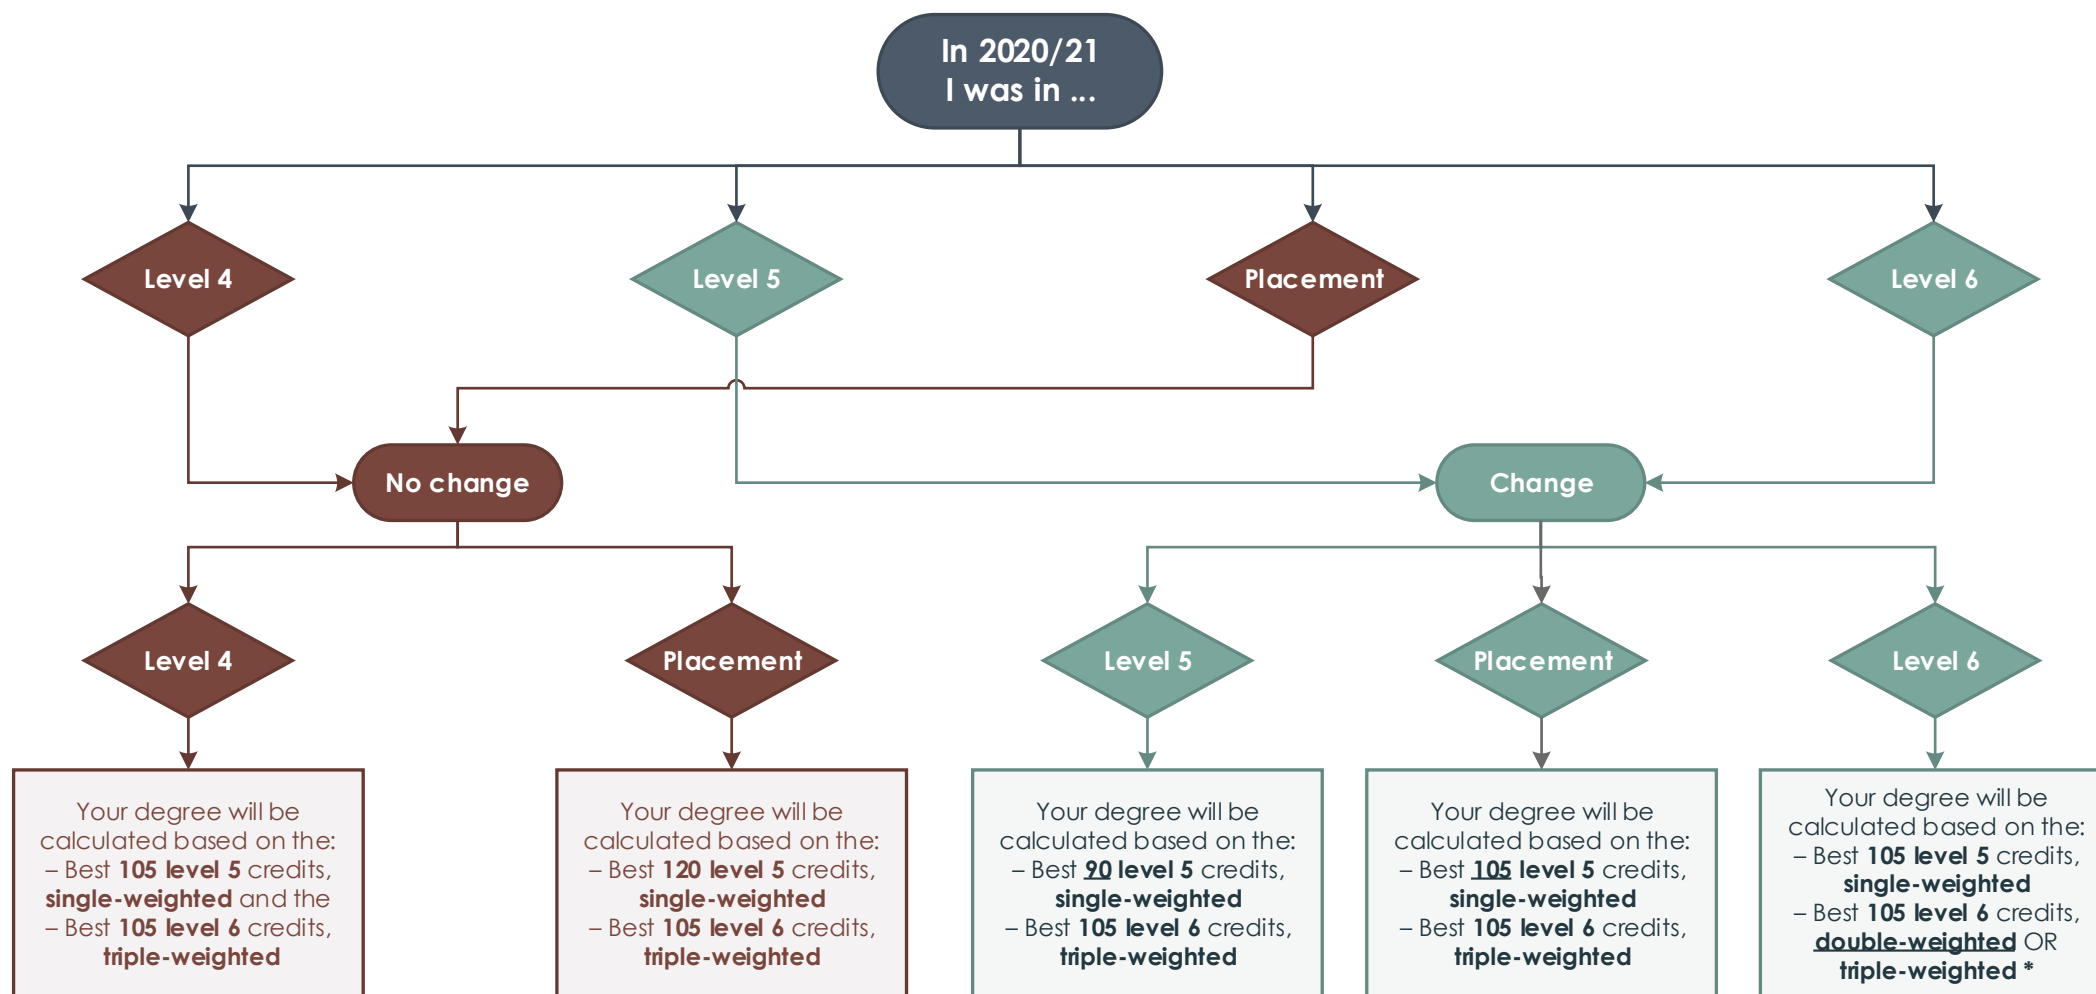 In 2020/21
I was in ...
Level 4
Level 5
Placement
Level 6
No change
Change
Level 4
Placement
Level 5
Placement
Level 6
Your degree will be
calculated based on the:
– Best 105 level 5 credits,
single-weighted and the
– Best 105 level 6 credits,
triple-weighted
Your degree will be
calculated based on the:
– Best 120 level 5 credits,
single-weighted
– Best 105 level 6 credits,
triple-weighted
Your degree will be
calculated based on the:
– Best 90 level 5 credits,
single-weighted
– Best 105 level 6 credits,
triple-weighted
Your degree will be
calculated based on the:
– Best 105 level 5 credits,
single-weighted
– Best 105 level 6 credits,
triple-weighted
Your degree will be
calculated based on the:
– Best 105 level 5 credits,
single-weighted
– Best 105 level 6 credits,
double-weighted OR
triple-weighted *